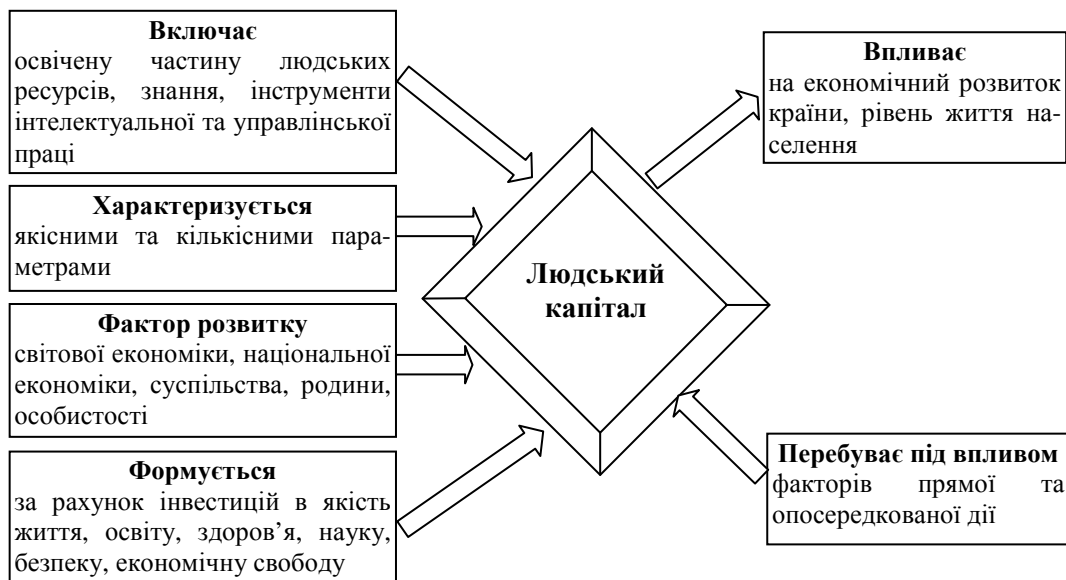 Включає
освічену частину людських
ресурсів, знання, інструменти
інтелектуальної та управлінської
праці
Характеризується
якісними та кількісними пара-
метрами
Фактор розвитку
світової економіки, національної
економіки, суспільства, родини,
особистості
Формується
за рахунок інвестицій в якість
життя, освіту, здоров’я, науку,
безпеку, економічну свободу
Людський
капітал
Впливає
на економічний розвиток
країни, рівень життя на-
селення
Перебуває під впливом
факторів прямої та
опосередкованої дії